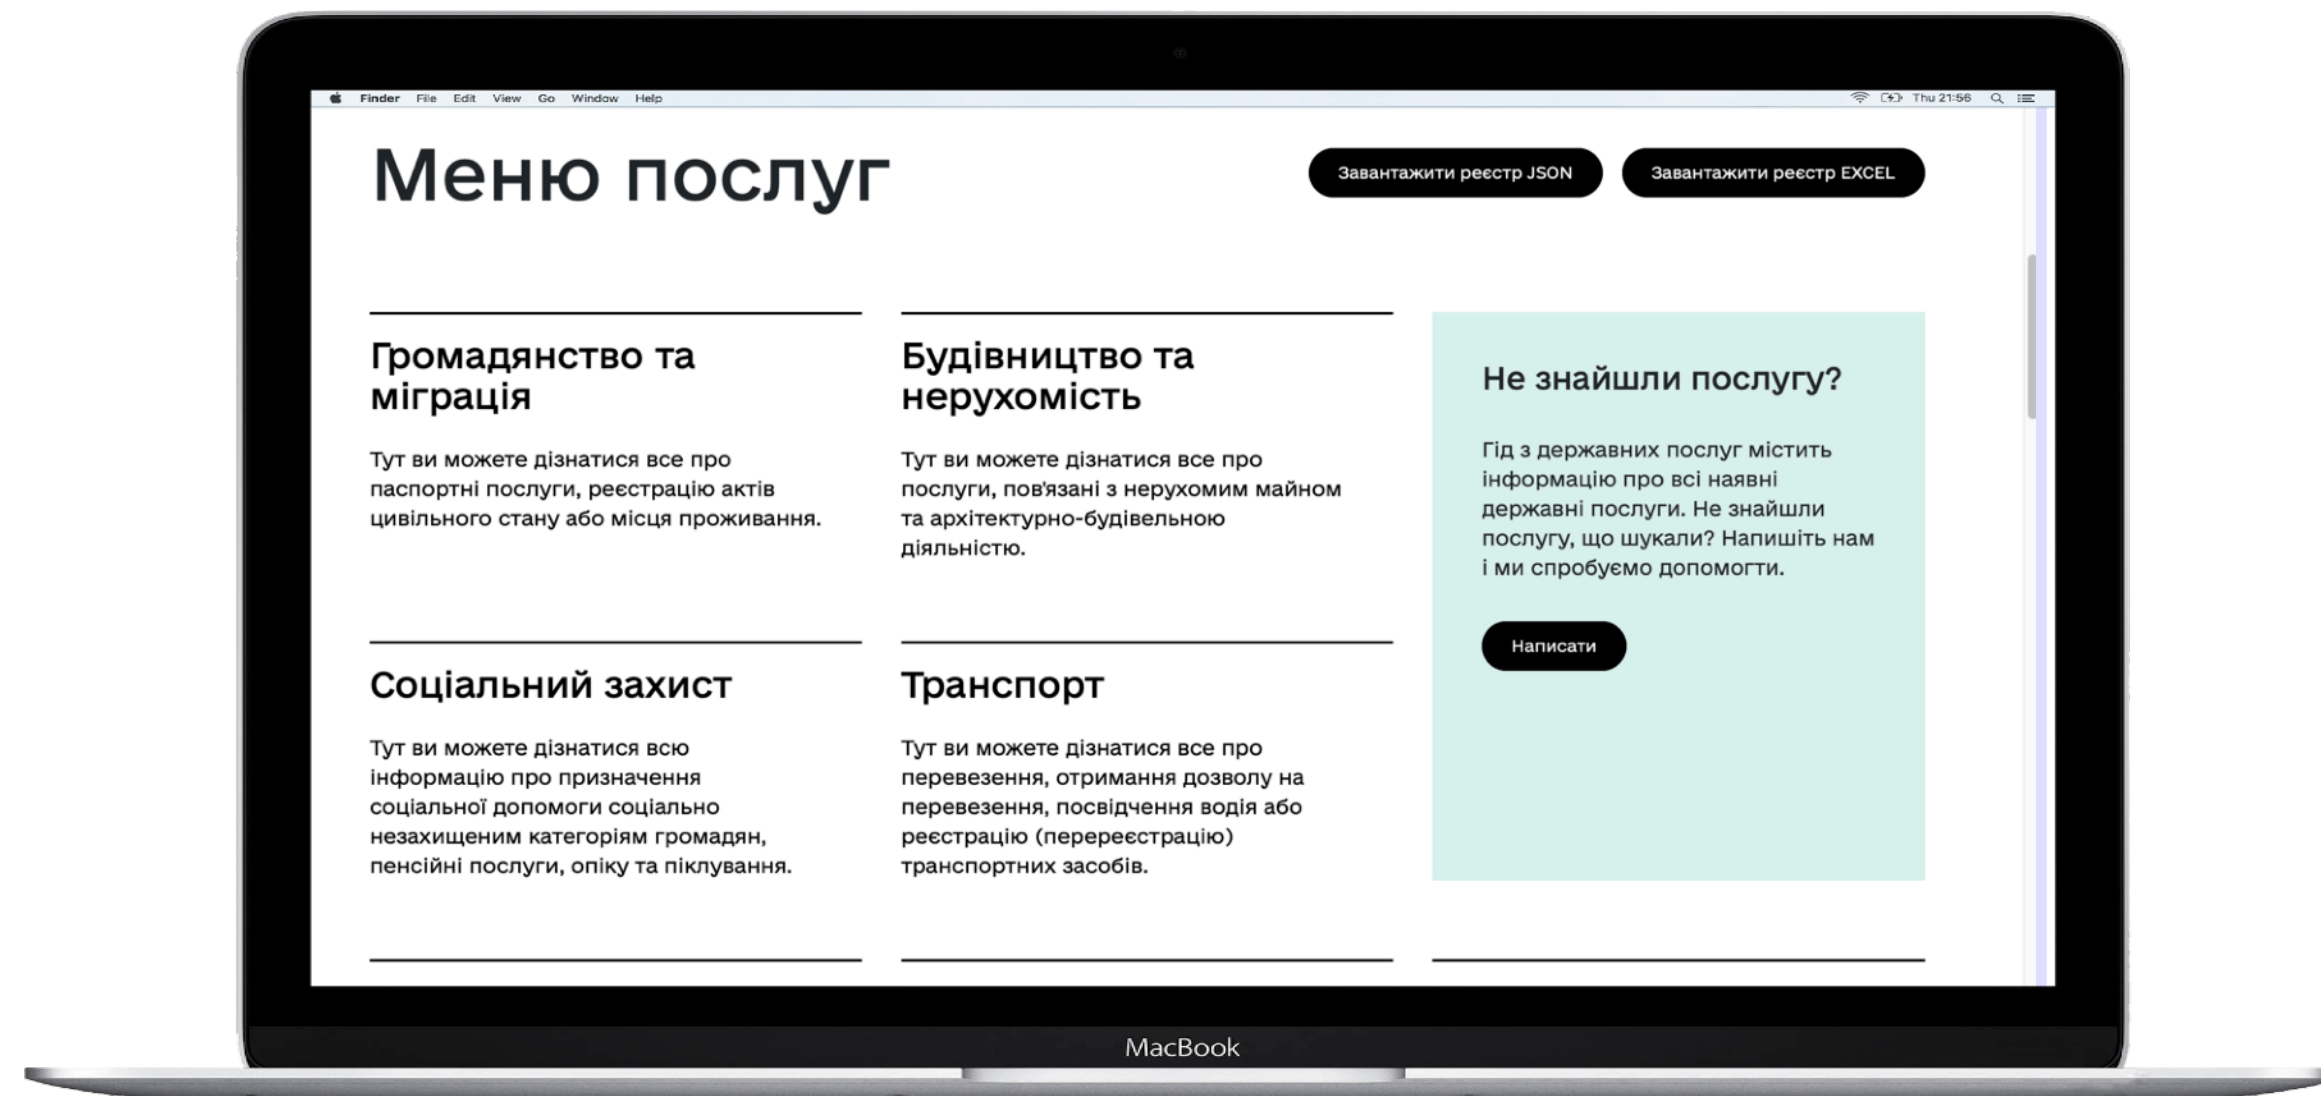 Finder File Edit View Go Window Help
Thu 21:56
Меню послуг
Завантажити реєстр JSON
Завантажити реєстр EXCEL
Громадянство та
міграція
Тут ви можете дізнатися все про
паспортні послуги, реєстрацію актів
цивільного стану або місця проживання.
Будівництво та
нерухомість
Тут ви можете дізнатися все про
послуги, пов'язані з нерухомим майном
та архітектурно-будівельною
діяльністю.
Не знайшли послугу?
Гід з державних послуг містить
інформацію про всі наявні
державні послуги. Не знайшли
послугу, що шукали? Напишіть нам
і ми спробуємо допомогти.
Написати
Соціальний захист
Тут ви можете дізнатися всю
інформацію про призначення
соціальної допомоги соціально
незахищеним категоріям громадян,
пенсійні послуги, опіку та піклування.
Транспорт
Тут ви можете дізнатися все про
перевезення, отримання дозволу на
перевезення, посвідчення водія або
реєстрацію (перереєстрацію)
транспортних засобів.
MacBook